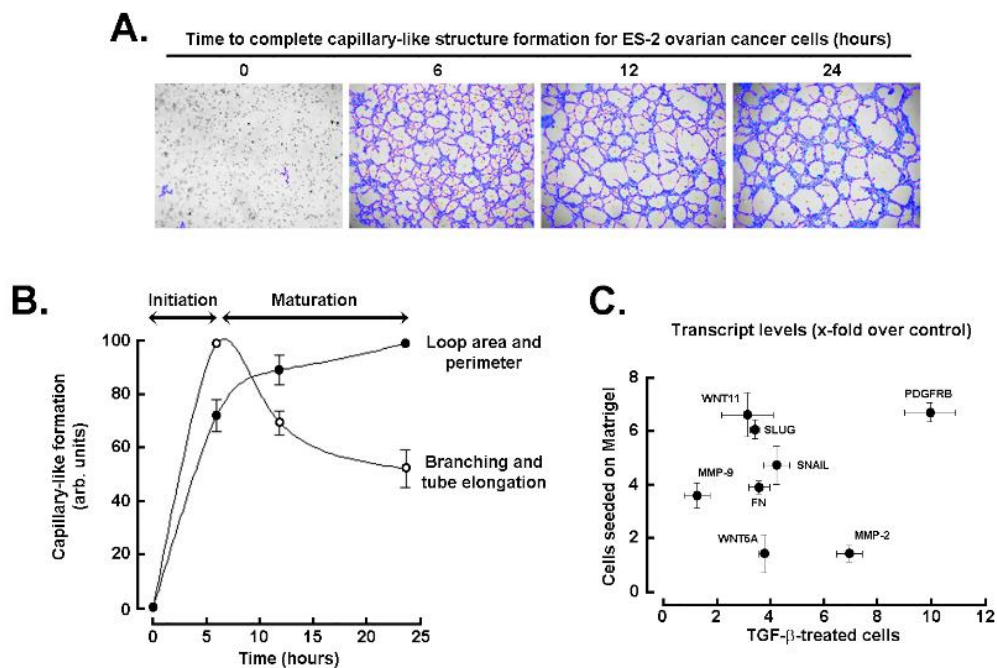 A.
Time to complete capillary-like structure formation for ES-2 ovarian cancer cells (hours)
0 6 12 24
B.
Initiation Maturation
Capillary-like formation
(arb. units)
100
80
60
40
20
0
0 5 10 15 20 25
Time (hours)
Loop area and
perimeter
Branching and
tube elongation
C.
Transcript levels (x-fold over control)
Cells seeded on Matrigel
8
6
4
2
0
0 2 4 6 8 10 12
TGF-β-treated cells
WNT11
PDGFRB
SLUG
SNAIL
MMP-9
FN
WNT5A
MMP-2